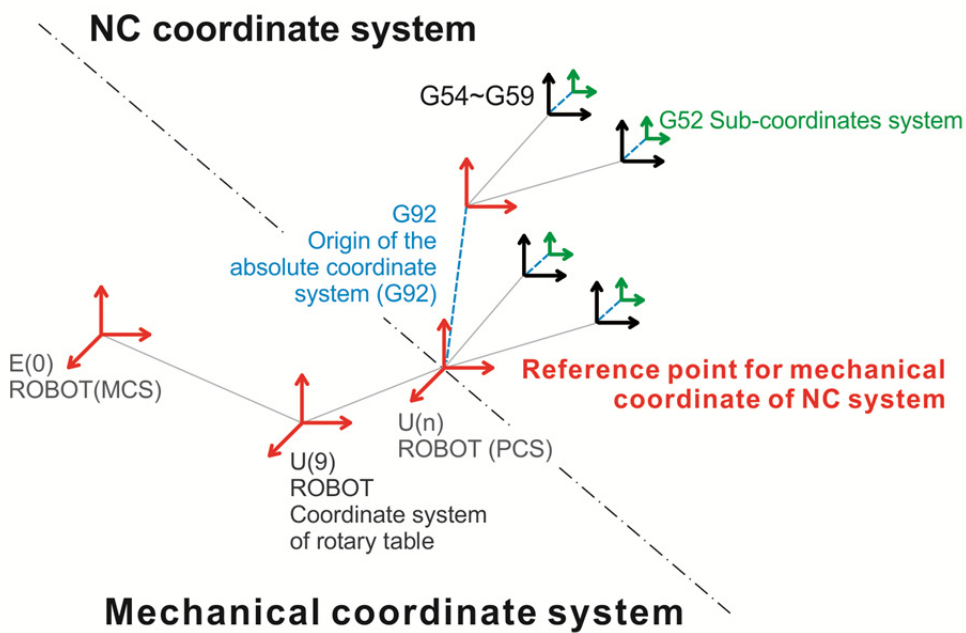 NC coordinate system
G54~G59
G52 Sub-coordinates system
G92
Origin of the
absolute coordinate
system (G92)
E(0)
ROBOT(MCS)
Reference point for mechanical
coordinate of NC system
U(n)
ROBOT (PCS)
U(9)
ROBOT
Coordinate system
of rotary table
Mechanical coordinate system